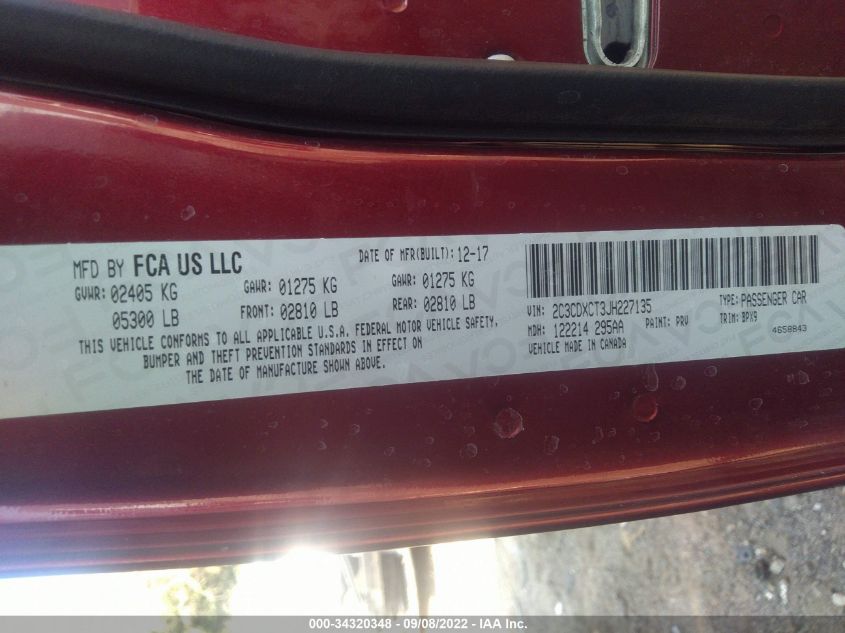 MFD BY FCA US LLC
DATE OF MFR(BUILT): 12-17
GVWR: 02405 KG
05300 LB
GAWR: 01275 KG
FRONT: 02810 LB
GAWR: 01275 KG
REAR: 02810 LB
THIS VEHICLE CONFORMS TO ALL APPLICABLE U.S.A. FEDERAL MOTOR VEHICLE SAFETY,
BUMPER AND THEFT PREVENTION STANDARDS IN EFFECT ON
THE DATE OF MANUFACTURE SHOWN ABOVE.
VIN: 2C3CDXCT3JH227135
TYPE: PASSENGER CAR
MDH: 122214 295AA
PAINT: PRV
TRIM: BPX9
VEHICLE MADE IN CANADA
4658843
000-34320348 - 09/08/2022 - IAA Inc.